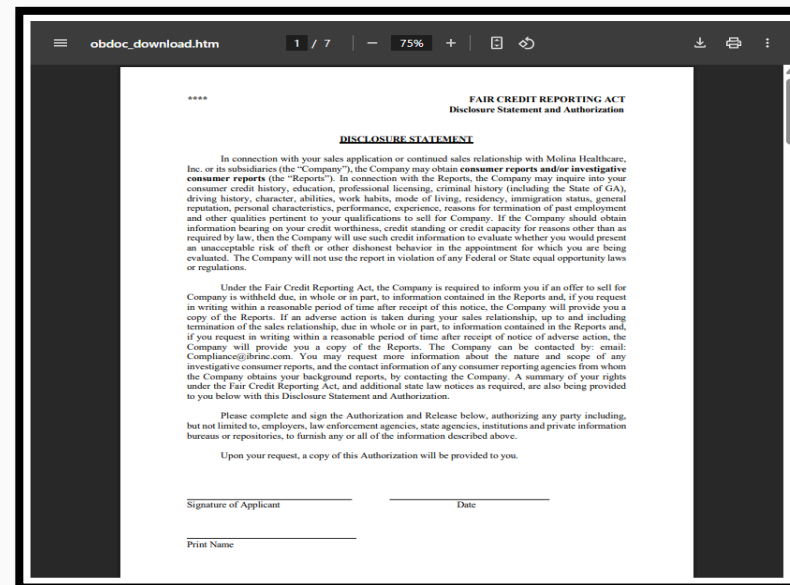 obdoc_download.htm 1 / 7 − 75% +
**** FAIR CREDIT REPORTING ACT
Disclosure Statement and Authorization
DISCLOSURE STATEMENT
In connection with your sales application or continued sales relationship with Molina Healthcare,
Inc. or its subsidiaries (the “Company”), the Company may obtain consumer reports and/or investigative
consumer reports (the “Reports”). In connection with the Reports, the Company may inquire into your
consumer credit history, education, professional licensing, criminal history (including the State of GA),
driving history, character, abilities, work habits, mode of living, residency, immigration status, general
reputation, personal characteristics, performance, experience, reasons for termination of past employment
and other qualities pertinent to your qualifications to sell for Company. If the Company should obtain
information bearing on your credit worthiness, credit standing or credit capacity for reasons other than as
required by law, then the Company will use such credit information to evaluate whether you would present
an unacceptable risk of theft or other dishonest behavior in the appointment for which you are being
evaluated. The Company will not use the report in violation of any Federal or State equal opportunity laws
or regulations.
Under the Fair Credit Reporting Act, the Company is required to inform you if an offer to sell for
Company is withheld due, in whole or in part, to information contained in the Reports and, if you request
in writing within a reasonable period of time after receipt of this notice, the Company will provide you a
copy of the Reports. If an adverse action is taken during your sales relationship, up to and including
termination of the sales relationship, due in whole or in part, to information contained in the Reports and,
if you request in writing within a reasonable period of time after receipt of notice of adverse action, the
Company will provide you a copy of the Reports. The Company can be contacted by: email:
Compliance@ibrinc.com. You may request more information about the nature and scope of any
investigative consumer reports, and the contact information of any consumer reporting agencies from whom
the Company obtains your background reports, by contacting the Company. A summary of your rights
under the Fair Credit Reporting Act, and additional state law notices as required, are also being provided
to you below with this Disclosure Statement and Authorization.
Please complete and sign the Authorization and Release below, authorizing any party including,
but not limited to, employers, law enforcement agencies, state agencies, institutions and private information
bureaus or repositories, to furnish any or all of the information described above.
Upon your request, a copy of this Authorization will be provided to you.
Signature of Applicant Date
Print Name